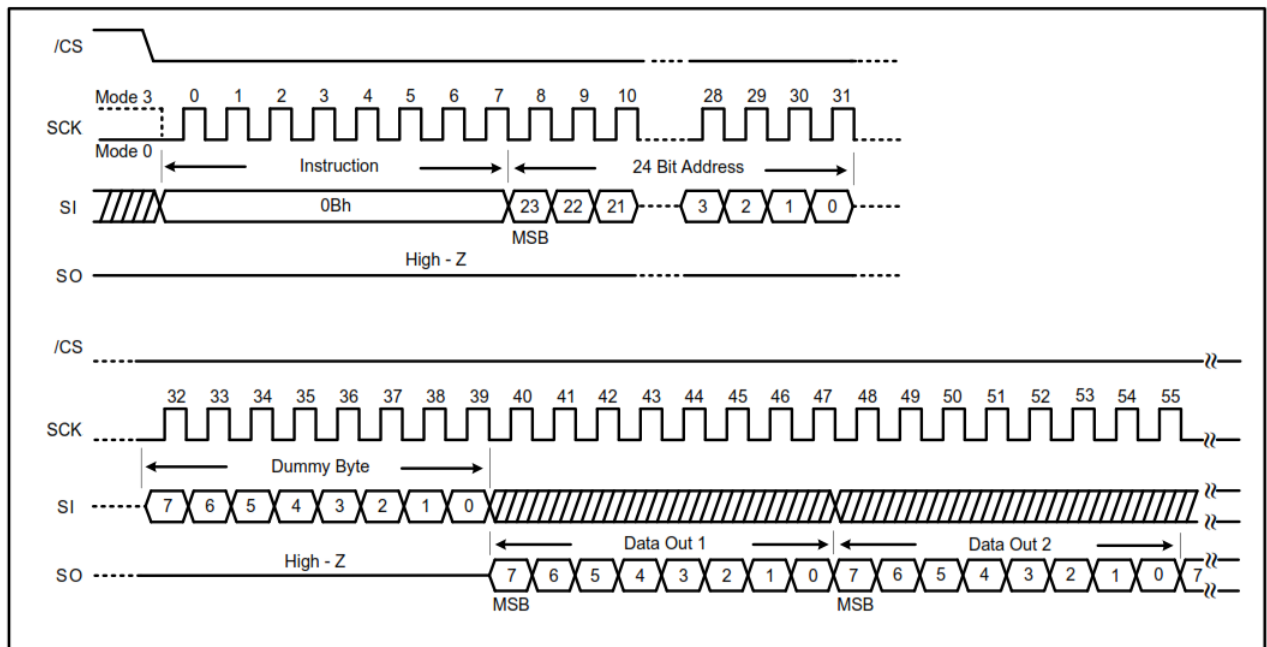 /CS
Mode 3 0 1 2 3 4 5 6 7 8 9 10 28 29 30 31
SCK
Mode 0
Instruction 24 Bit Address
SI 0Bh 23 22 21 3 2 1 0
MSB
High - Z
SO
/CS
32 33 34 35 36 37 38 39 40 41 42 43 44 45 46 47 48 49 50 51 52 53 54 55
SCK
Dummy Byte
SI 7 6 5 4 3 2 1 0
Data Out 1 Data Out 2
High - Z
SO 7 6 5 4 3 2 1 0 7 6 5 4 3 2 1 0 7
MSB MSB